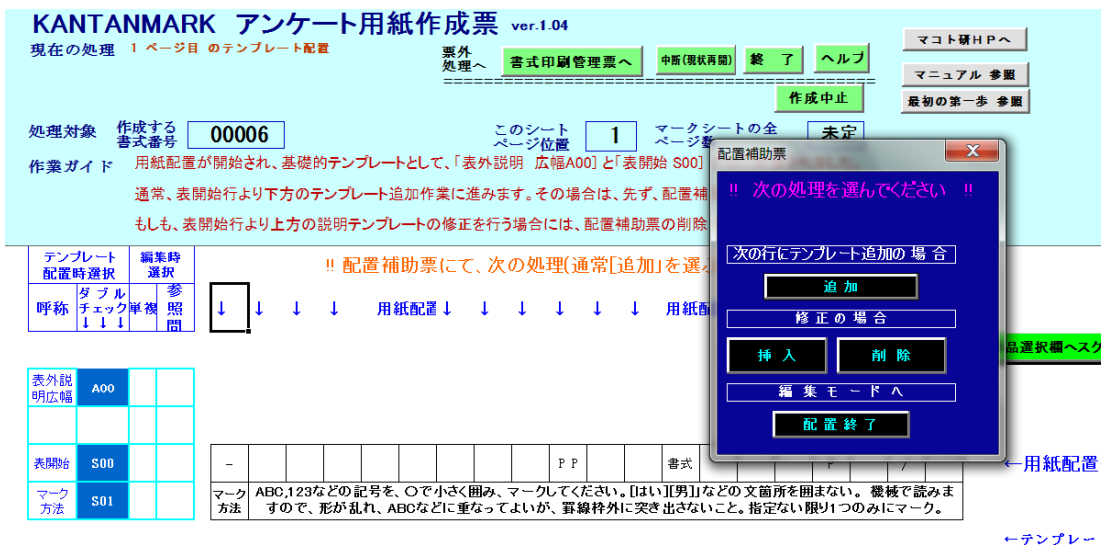 KANTANMARK アンケート用紙作成票 ver.1.04
現在の処理 1 ページ目 のテンプレート配置
票外
処理へ
書式印刷管理票へ
中断(現状再開)
終 了
ヘルプ
マコト研HPへ
マニュアル 参照
==============================================
作成中止
最初の第一歩 参照
処理対象
作成する
書式番号
00006
このシート
ページ位置
1
マークシートの全
ページ数
未定
作業ガイド
用紙配置が開始され、基礎的テンプレートとして、「表外説明 広幅A00]と「表開始 S00]
通常、表開始行より下方のテンプレート追加作業に進みます。その場合は、先ず、配置補
もしも、表開始行より上方の説明テンプレートの修正を行う場合には、配置補助票の削除
配置補助票
X
!! 次の処理を選んでください !!
次の行にテンプレート追加の 場 合
追 加
修 正 の 場 合
挿 入
削 除
編 集 モ ー ド へ
配 置 終 了
テンプレート
配置時選択
編集時
選択
!! 配置補助票にて、次の処理(通常[追加]を選
呼称
ダ ブ ル
チェック
↓ ↓ ↓
単複
参
照
問
↓ ↓ ↓ ↓ 用紙配置 ↓ ↓ ↓ ↓ ↓ ↓ 用紙配
品選択欄へスク
表外説
明広幅
A00
表開始
S00
- P P 書式 P /
←用紙配置
マーク
方法
S01
マーク
方法
ABC,123などの記号を、○で小さく囲み、マークしてください。[はい][男]などの文箇所を囲まない。 機械で読みま
すので、形が乱れ、ABCなどに重なってよいが、罫線枠外に突き出さないこと。指定ない限り1つのみにマーク。
←テンプレー